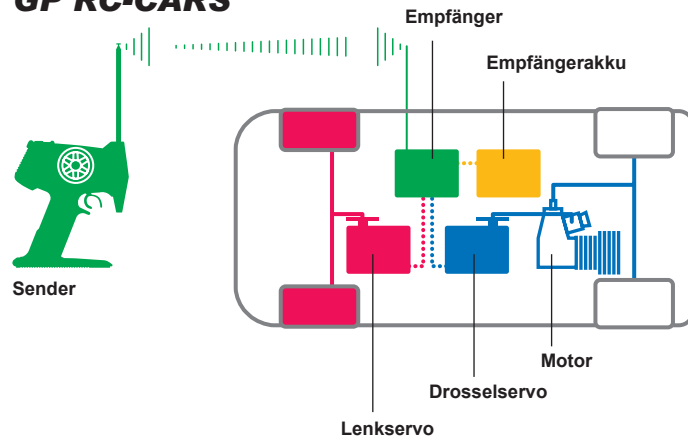 GP RC-CARS
Empfänger
Empfängerakku
Sender
Motor
Drosselservo
Lenkservo